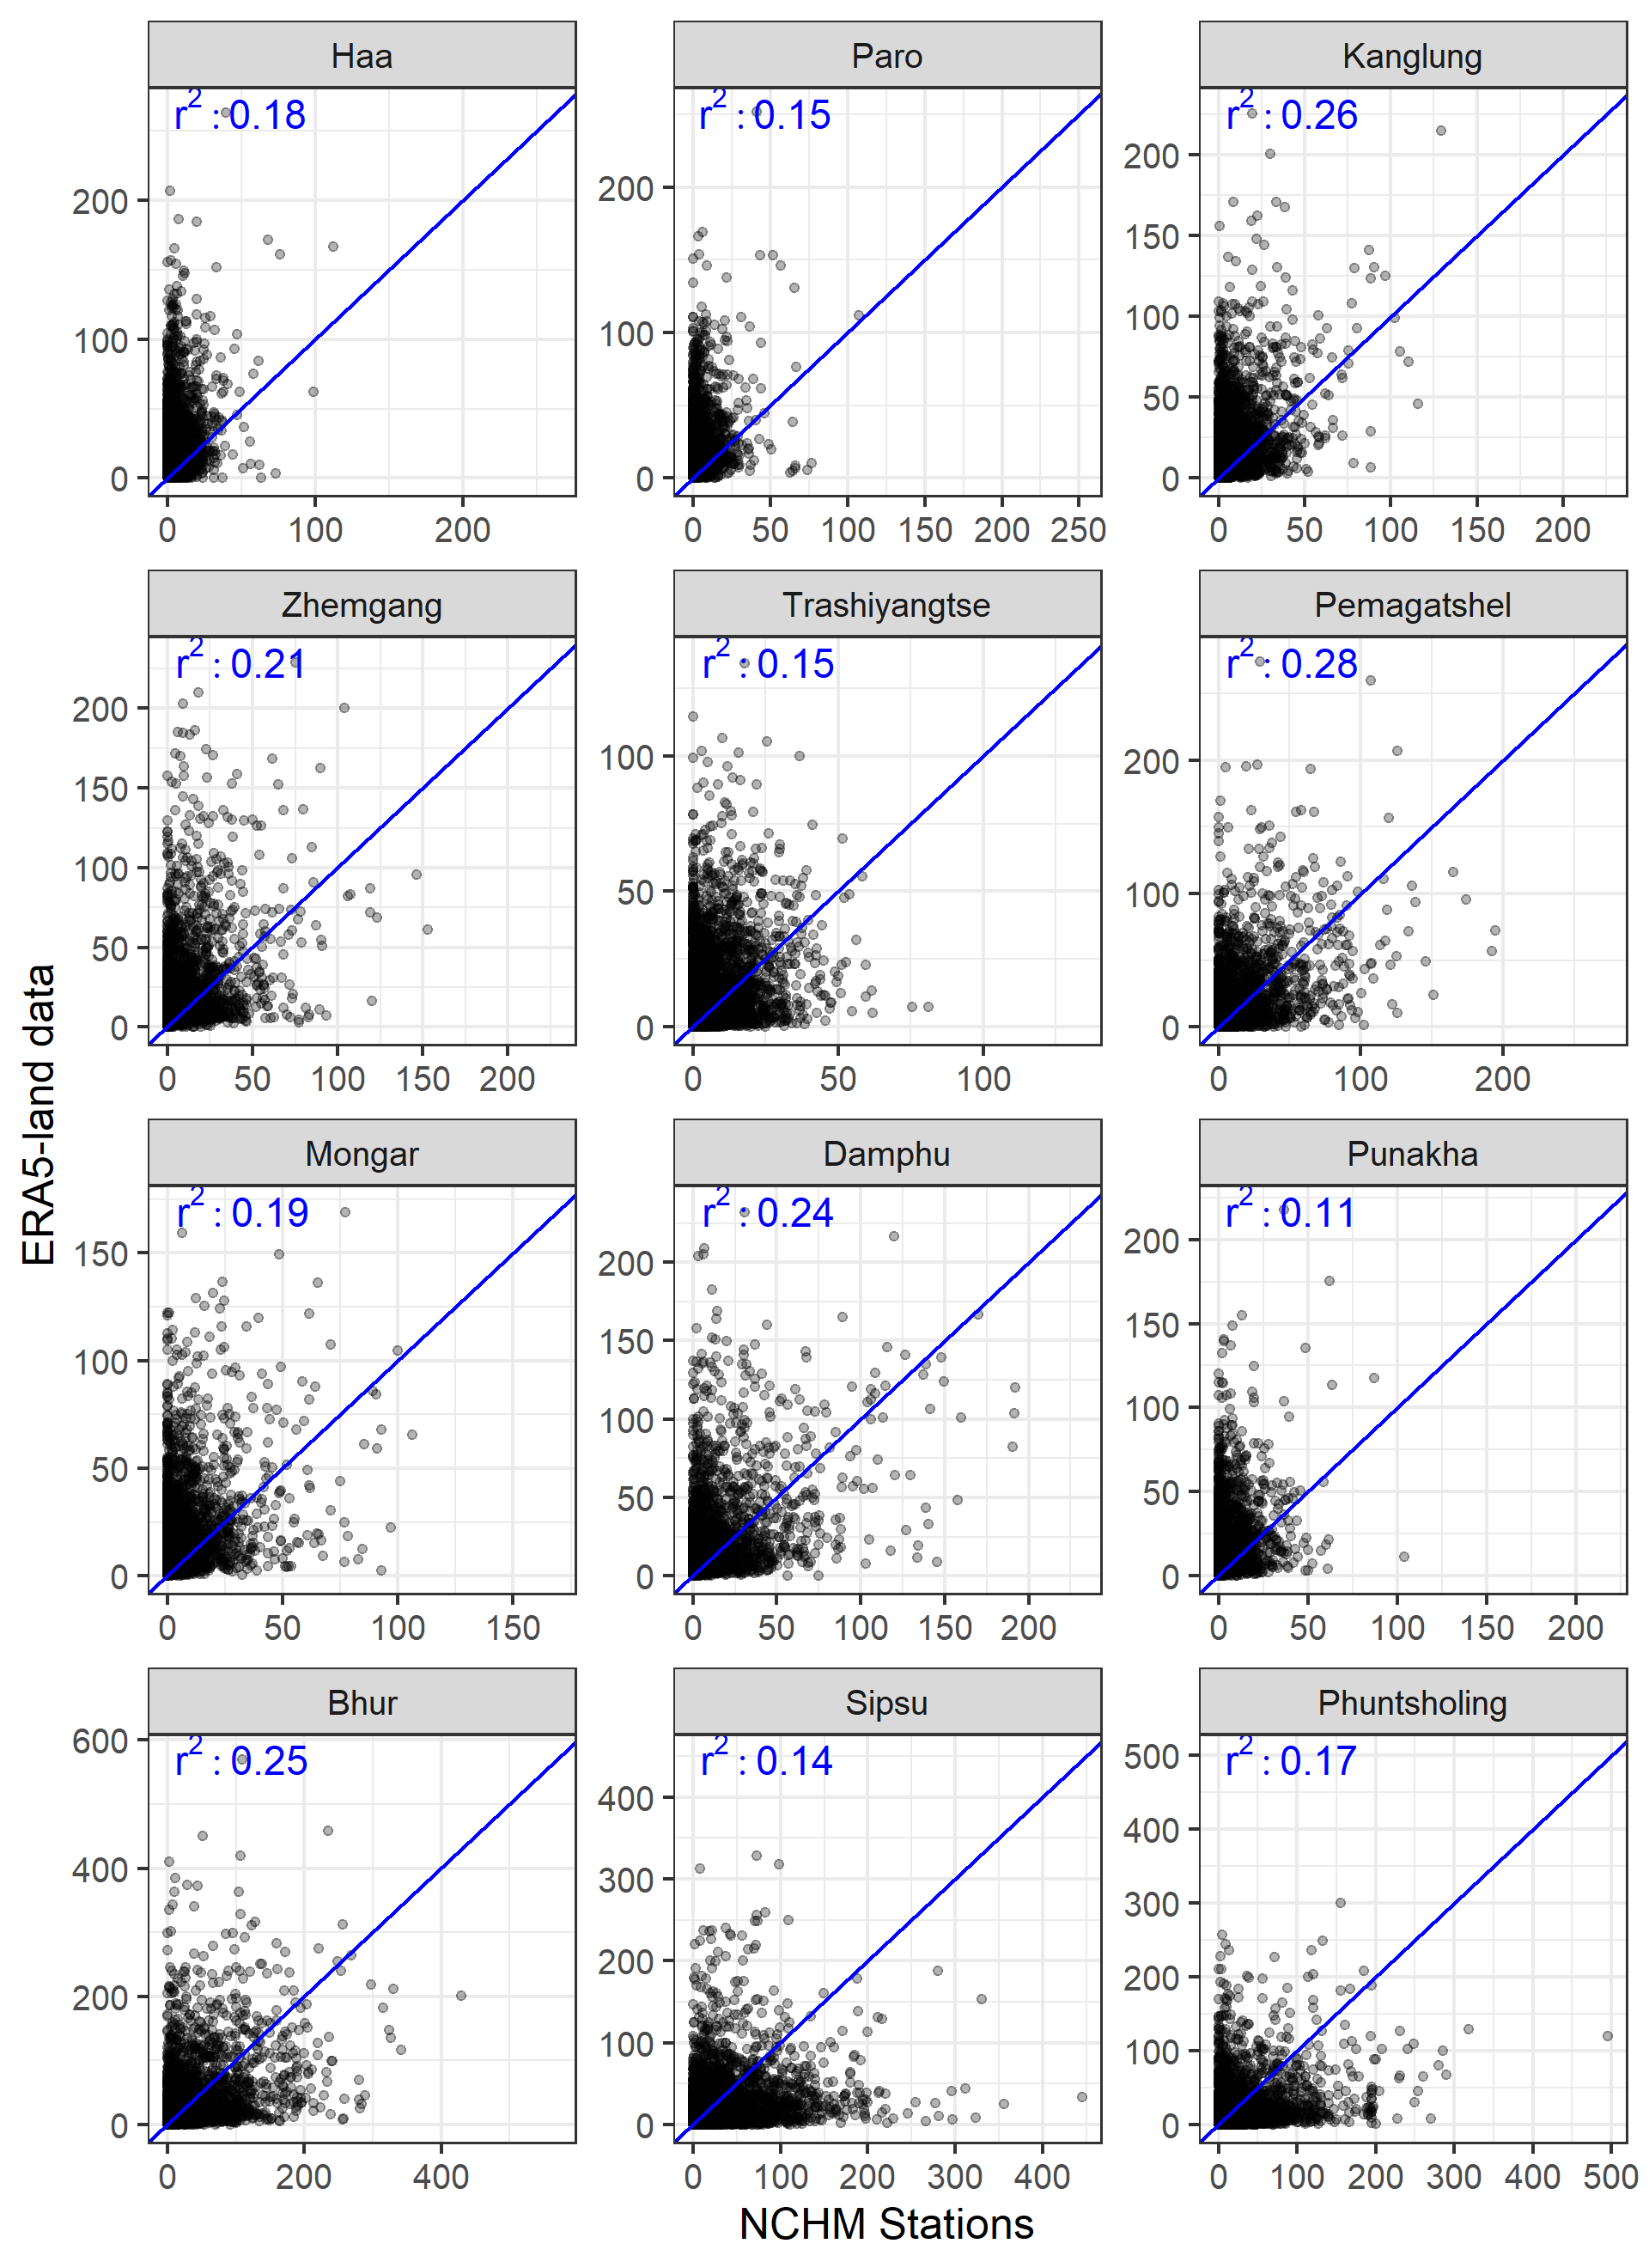 Haa Paro Kanglung
r²:0.18 r²:0.15 r²:0.26
200
100
0
0 100 200
200
100
0
0 50 100 150 200 250
200
150
100
50
0
0 50 100 150 200
Zhemgang Trashiyangtse Pemagatshel
r²:0.21 r²:0.15 r²:0.28
200
150
100
50
0
0 50 100 150 200
100
50
0
0 50 100
200
100
0
0 100 200
ERA5-land data
Mongar Damphu Punakha
r²:0.19 r²:0.24 r²:0.11
150
100
50
0
0 50 100 150
200
150
100
50
0
0 50 100 150 200
200
150
100
50
0
0 50 100 150 200
Bhur Sipsu Phuntsholing
r²:0.25 r²:0.14 r²:0.17
600
400
200
0
0 200 400
400
300
200
100
0
0 100 200 300 400
500
400
300
200
100
0
0 100 200 300 400 500
NCHM Stations